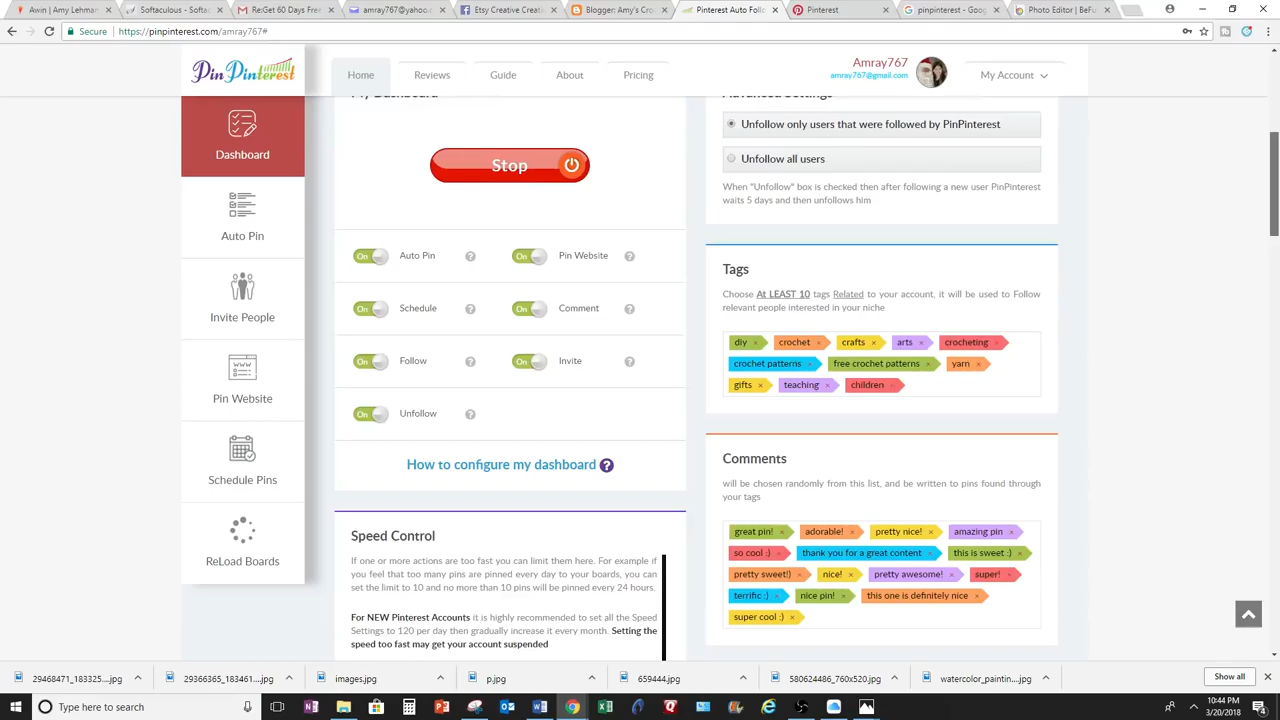 Awin | Amy Lehman
Softaculous - Softac
ReGet 60 Days Free
amray767@yahoo.c
Etsy Creative Creati
Blogger: Amy's Cro
Pinterest Auto Follo
Pinterest
pinpinterest - Goog
Photo Editor | BeFu
Secure | https://pinpinterest.com/amray767#
PinPinterest
Home
Reviews
Guide
About
Pricing
Amray767
amray767@gmail.com
My Account
Dashboard
Auto Pin
Invite People
Pin Website
Schedule Pins
ReLoad Boards
My Dashboard
Stop
On Auto Pin ? On Pin Website ?
On Schedule ? On Comment ?
On Follow ? On Invite ?
On Unfollow ?
How to configure my dashboard ?
Speed Control
If one or more actions are too fast you can limit them here. For example if
you feel that too many pins are pinned every day to your boards, you can
set the limit to 10 and no more than 10 pins will be pinned every 24 hours.
For NEW Pinterest Accounts it is highly recommended to set all the Speed
Settings to 120 per day then gradually increase it every month. Setting the
speed too fast may get your account suspended
Advanced Settings
Unfollow only users that were followed by PinPinterest
Unfollow all users
When "Unfollow" box is checked then after following a new user PinPinterest
waits 5 days and then unfollows him
Tags
Choose At LEAST 10 tags Related to your account, it will be used to Follow
relevant people interested in your niche
diy × crochet × crafts × arts × crocheting ×
crochet patterns × free crochet patterns × yarn ×
gifts × teaching × children ×
Comments
will be chosen randomly from this list, and be written to pins found through
your tags
great pin! × adorable! × pretty nice! × amazing pin ×
so cool :) × thank you for a great content × this is sweet :) ×
pretty sweet!) × nice! × pretty awesome! × super! ×
terrific :) × nice pin! × this one is definitely nice ×
super cool :) ×
29468471_183325....jpg
29366365_183461....jpg
images.jpg
p.jpg
659444.jpg
580624486_760x520.jpg
watercolor_paintin....jpg
Show all
Type here to search
10:44 PM
3/20/2018
4